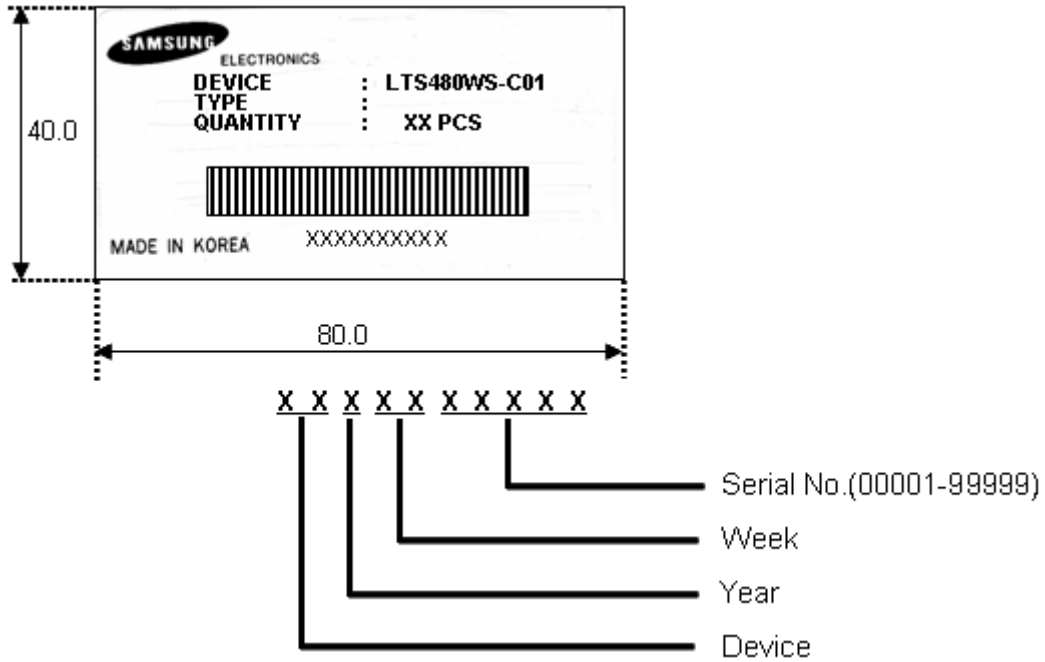 SAMSUNG
ELECTRONICS
DEVICE : LTS480WS-C01
TYPE :
QUANTITY : XX PCS
40.0
XXXXXXXXXX
MADE IN KOREA
80.0
X X X X X X X X X X
Serial No.(00001-99999)
Week
Year
Device